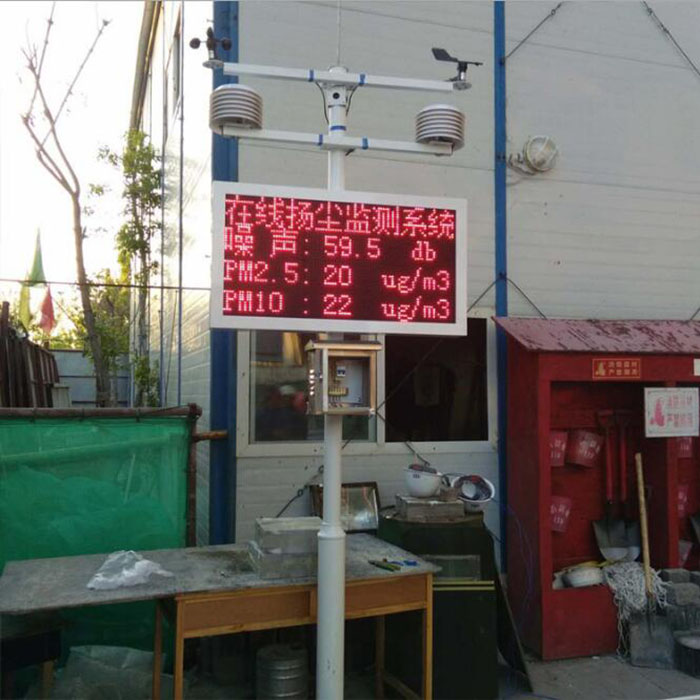 在线扬尘监测系统
噪 声: 59.5 db
PM2.5: 20 ug/m3
PM10 : 22 ug/m3